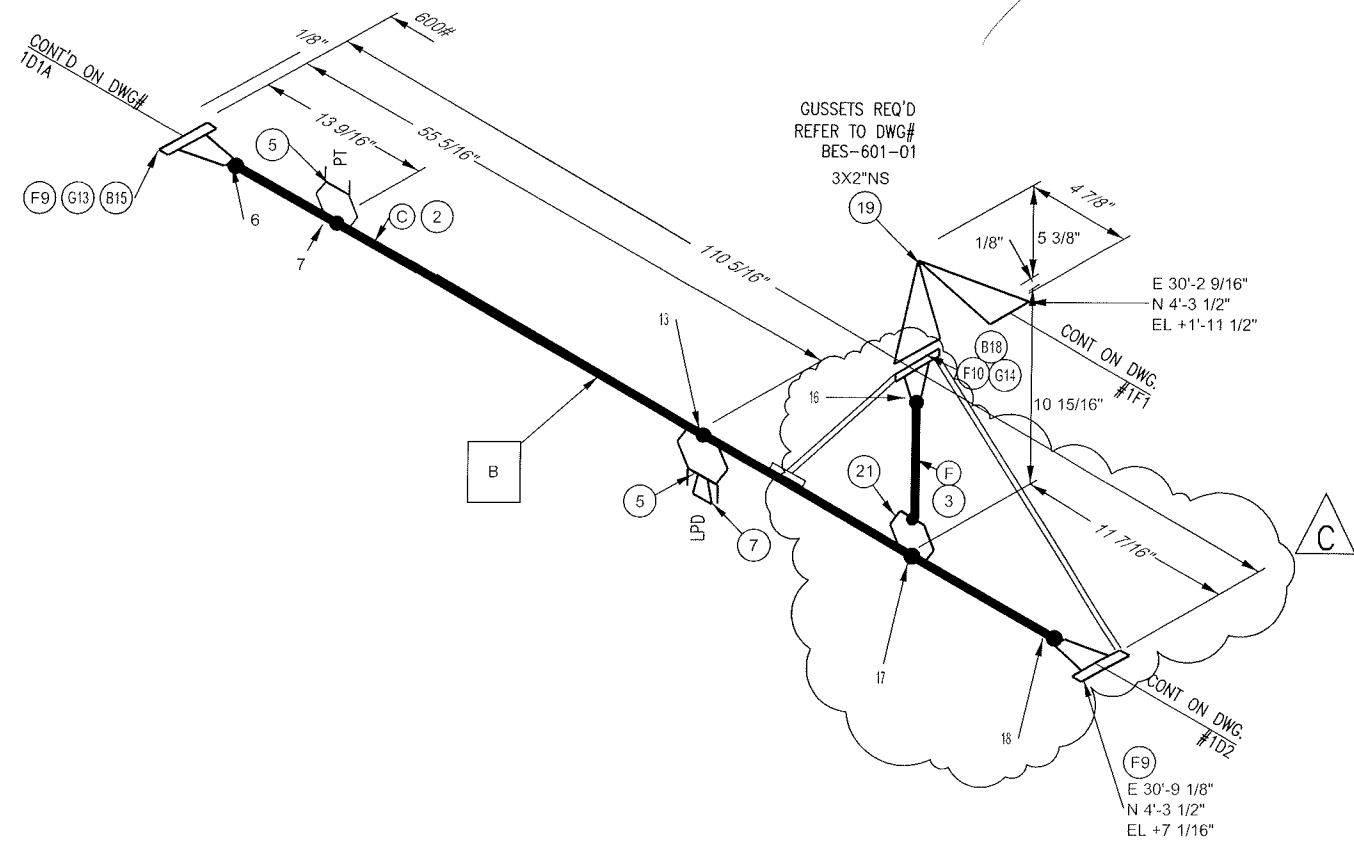 CONT'D ON DWG#
1D1A
1/8"
600#
13 9/16"
55 5/16"
110 5/16"
GUSSETS REQ'D
REFER TO DWG#
BES-601-01
3X2"NS
19
4 7/8"
1/8"
5 3/8"
E 30'-2 9/16"
N 4'-3 1/2"
EL +1'-11 1/2"
CONT ON DWG.
#1F1
10 15/16"
F9 G13 B15
6
5
PT
7
C 2
13
B
5
LPD
7
B18
F10 G14
16
F
3
21
17
18
11 7/16"
C
CONT ON DWG.
#1D2
F9
E 30'-9 1/8"
N 4'-3 1/2"
EL +7 1/16"